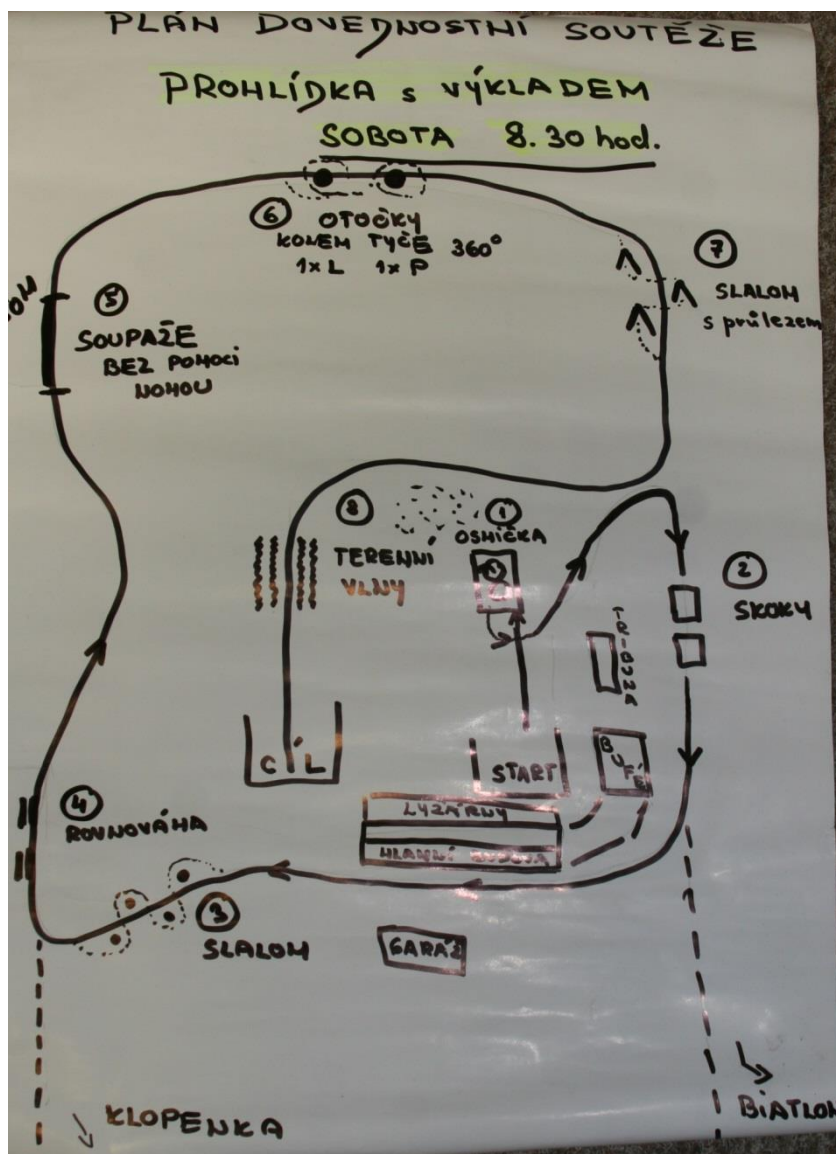 PLÁN DOVEDNOSTNÍ SOUTĚŽE
PROHLÍDKA s VÝKLADEM
SOBOTA 8.30 hod.
6 OTOČKY
KOLEM TYČE 360°
1x L 1x P
7
SLALOM
s průlezem
5
SOUPAŽE
BEZ POMOCI
NOHOU
8
TERENNÍ
VLNY
1
OSMIČKA
8
2
SKOKY
TRIBUNA
BUFÉ
CÍL
START
LYŽÁRNY
HLAVNÍ BUDOVA
4
ROVNOVÁHA
3
SLALOM
GARÁŽ
KLOPENKA
BIATLON